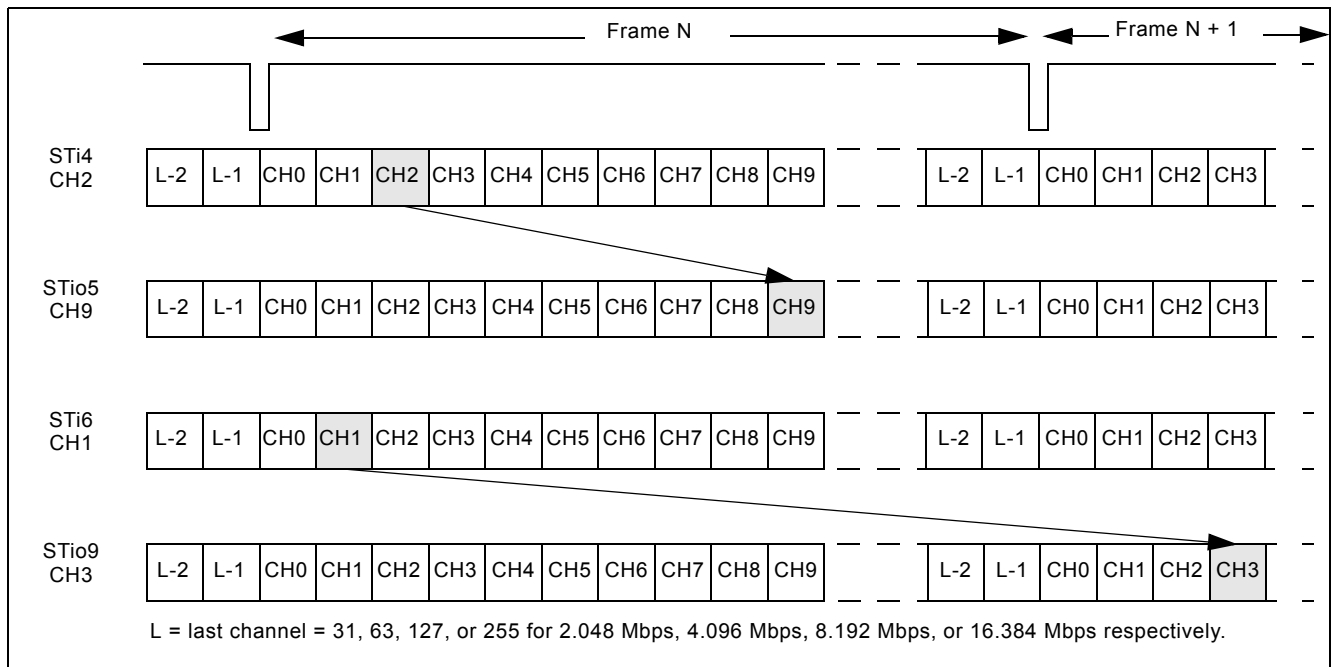 Frame N
Frame N + 1
STi4
CH2
L-2 L-1 CH0 CH1 CH2 CH3 CH4 CH5 CH6 CH7 CH8 CH9 L-2 L-1 CH0 CH1 CH2 CH3
STio5
CH9
L-2 L-1 CH0 CH1 CH2 CH3 CH4 CH5 CH6 CH7 CH8 CH9 L-2 L-1 CH0 CH1 CH2 CH3
STi6
CH1
L-2 L-1 CH0 CH1 CH2 CH3 CH4 CH5 CH6 CH7 CH8 CH9 L-2 L-1 CH0 CH1 CH2 CH3
STio9
CH3
L-2 L-1 CH0 CH1 CH2 CH3 CH4 CH5 CH6 CH7 CH8 CH9 L-2 L-1 CH0 CH1 CH2 CH3
L = last channel = 31, 63, 127, or 255 for 2.048 Mbps, 4.096 Mbps, 8.192 Mbps, or 16.384 Mbps respectively.